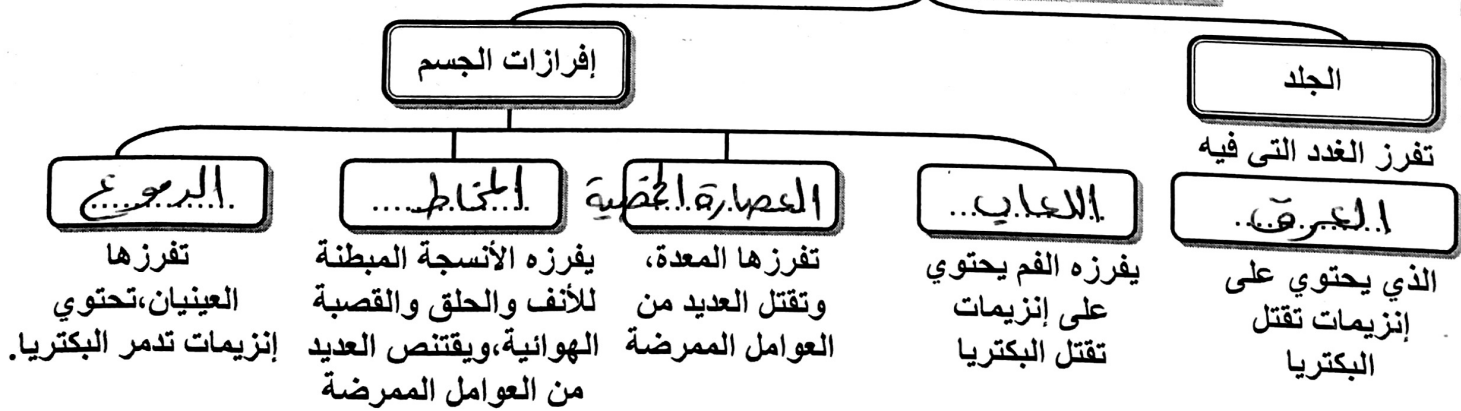 الجلد
تفرز الغدد التى فيه
العرق
الذي يحتوي على
إنزيمات تقتل
البكتريا
إفرازات الجسم
اللعاب
يفرزه الفم يحتوي
على إنزيمات
تقتل البكتريا
العصارة الحمضية
تفرزها المعدة،
وتقتل العديد من
العوامل الممرضة
المخاط
يفرزه الأنسجة المبطنة
للأنف والحلق والقصبة
الهوائية،ويقتنص العديد
من العوامل الممرضة
الدموع
تفرزها
العينيان،تحتوي
إنزيمات تدمر البكتريا.